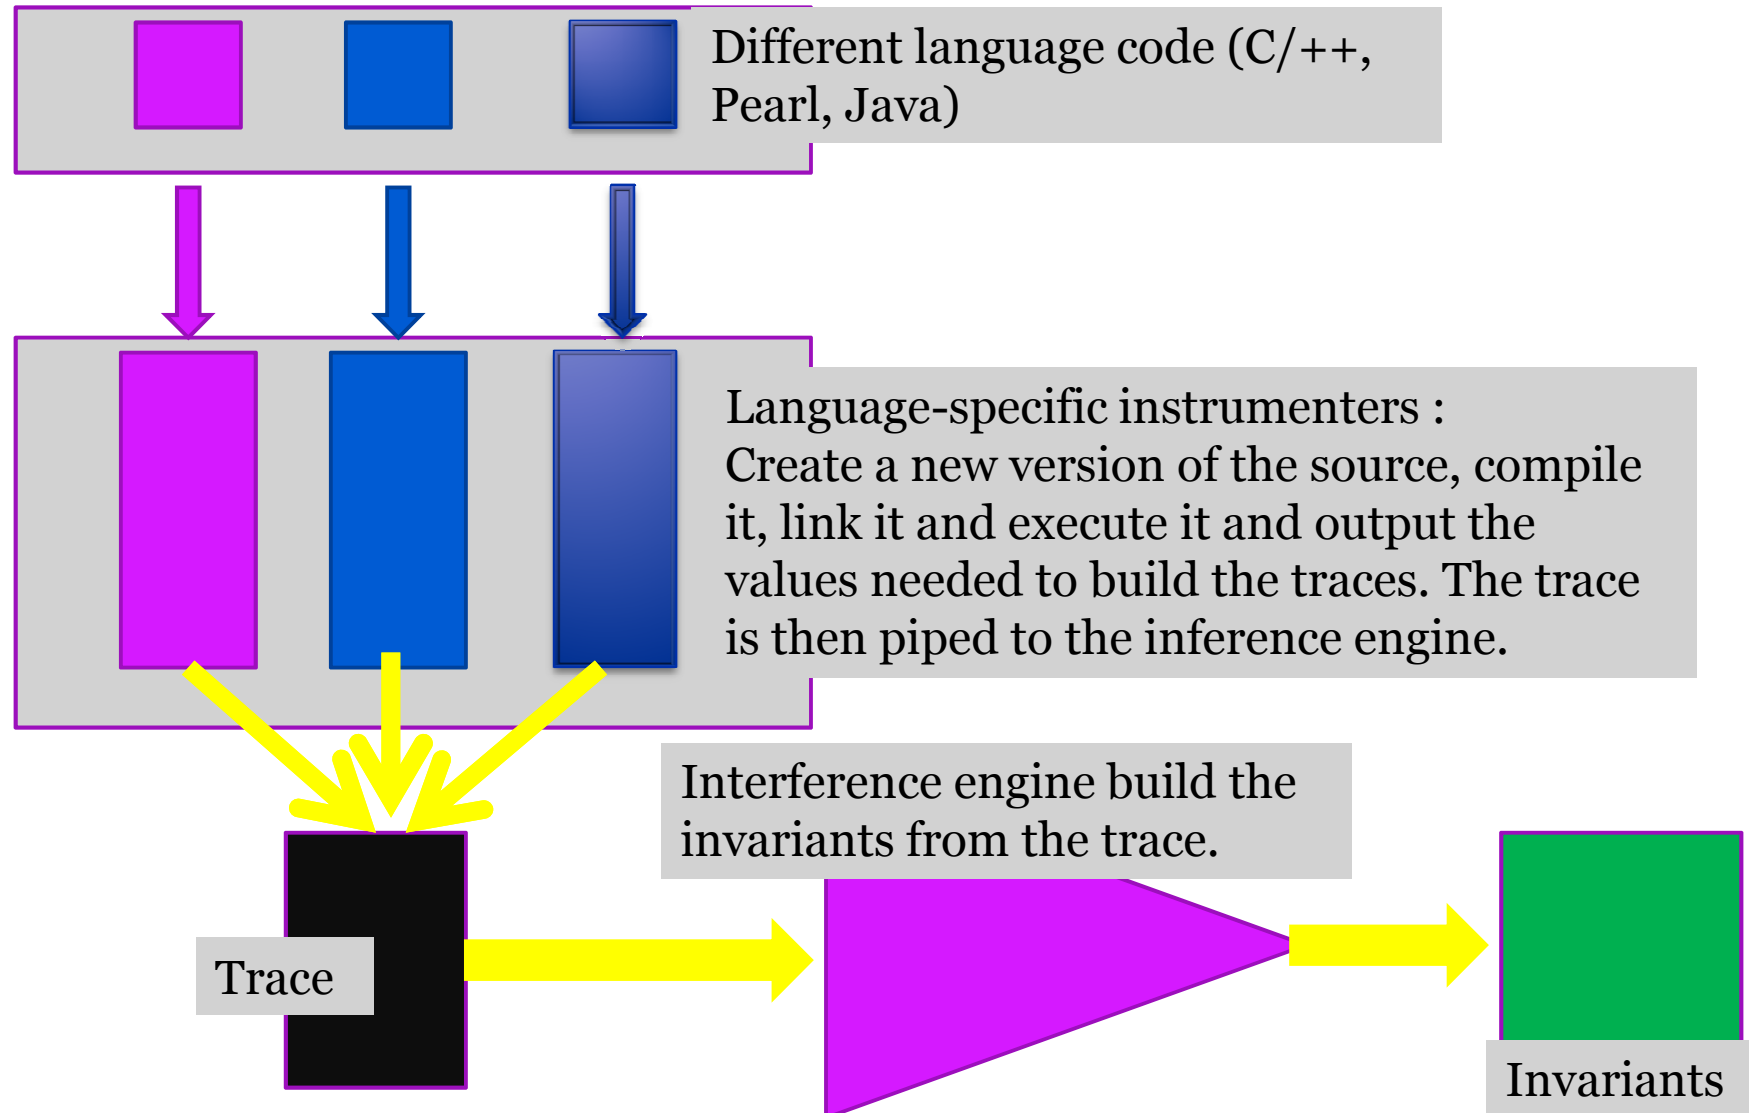 Different language code (C/++,
Pearl, Java)
Language-specific instrumenters :
Create a new version of the source, compile
it, link it and execute it and output the
values needed to build the traces. The trace
is then piped to the inference engine.
Interference engine build the
invariants from the trace.
Trace
Invariants